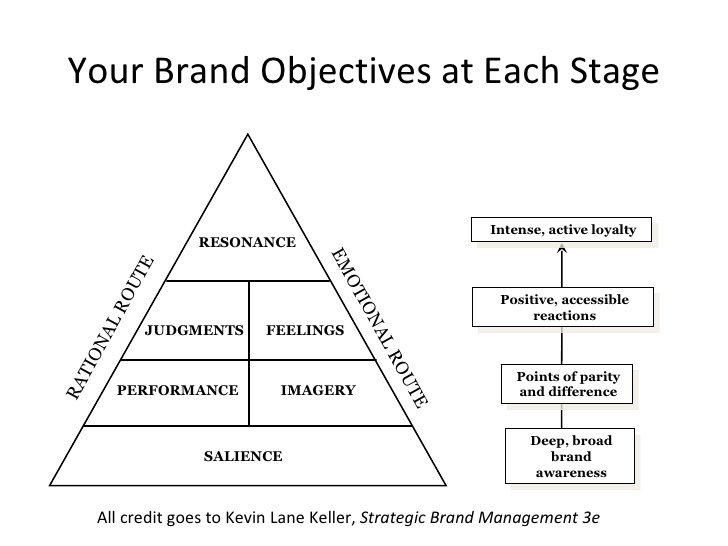 Your Brand Objectives at Each Stage
RESONANCE
RATIONAL ROUTE
EMOTIONAL ROUTE
JUDGMENTS
FEELINGS
PERFORMANCE
IMAGERY
SALIENCE
Intense, active loyalty
Positive, accessible
reactions
Points of parity
and difference
Deep, broad
brand
awareness
All credit goes to Kevin Lane Keller, Strategic Brand Management 3e